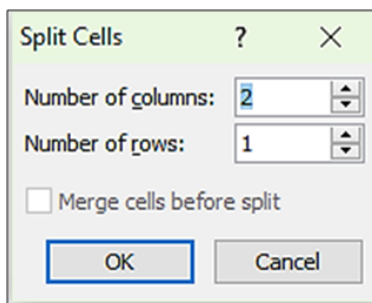 Split Cells ?
Number of columns: 2
Number of rows: 1
Merge cells before split
OK Cancel